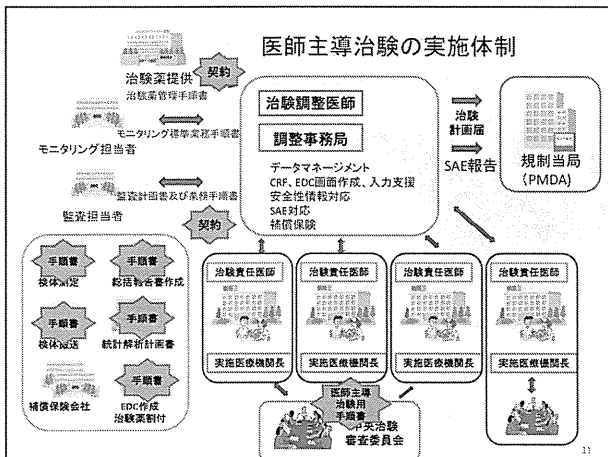 医師主導治験の実施体制
治験薬提供
契約
治験薬管理手順書
モニタリング標準業務手順書
モニタリング担当者
監査計画書及び業務手順書
監査担当者
契約
治験調整医師
調整事務局
データマネージメント
CRF、EDC画面作成、入力支援
安全性情報対応
SAE対応
補償保険
治験
計画届
SAE報告
規制当局
(PMDA)
手順書
検体測定
手順書
総括報告書作成
手順書
検体搬送
手順書
統計解析計画書
補償保険会社
手順書
EDC作成
治験薬割付
治験責任医師
治験責任医師
治験責任医師
治験責任医師
実施医療機関長
実施医療機関長
実施医療機関長
実施医療機関長
医師主導
治験用
手順書
中央治験
審査委員会